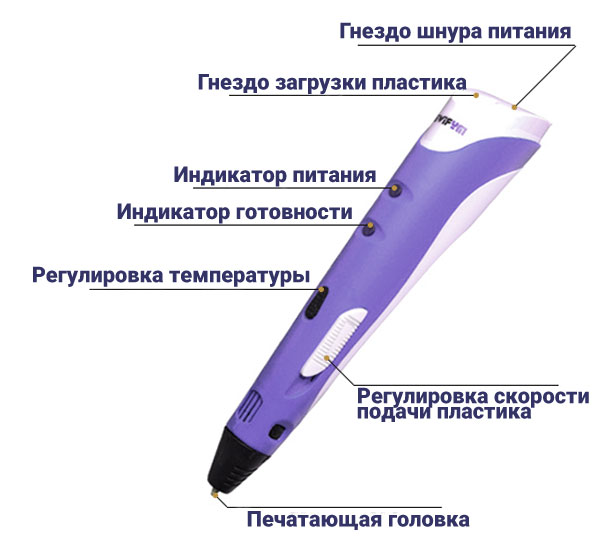 Гнездо шнура питания
Гнездо загрузки пластика
Индикатор питания
Индикатор готовности
Регулировка температуры
Регулировка скорости
подачи пластика
Печатающая головка